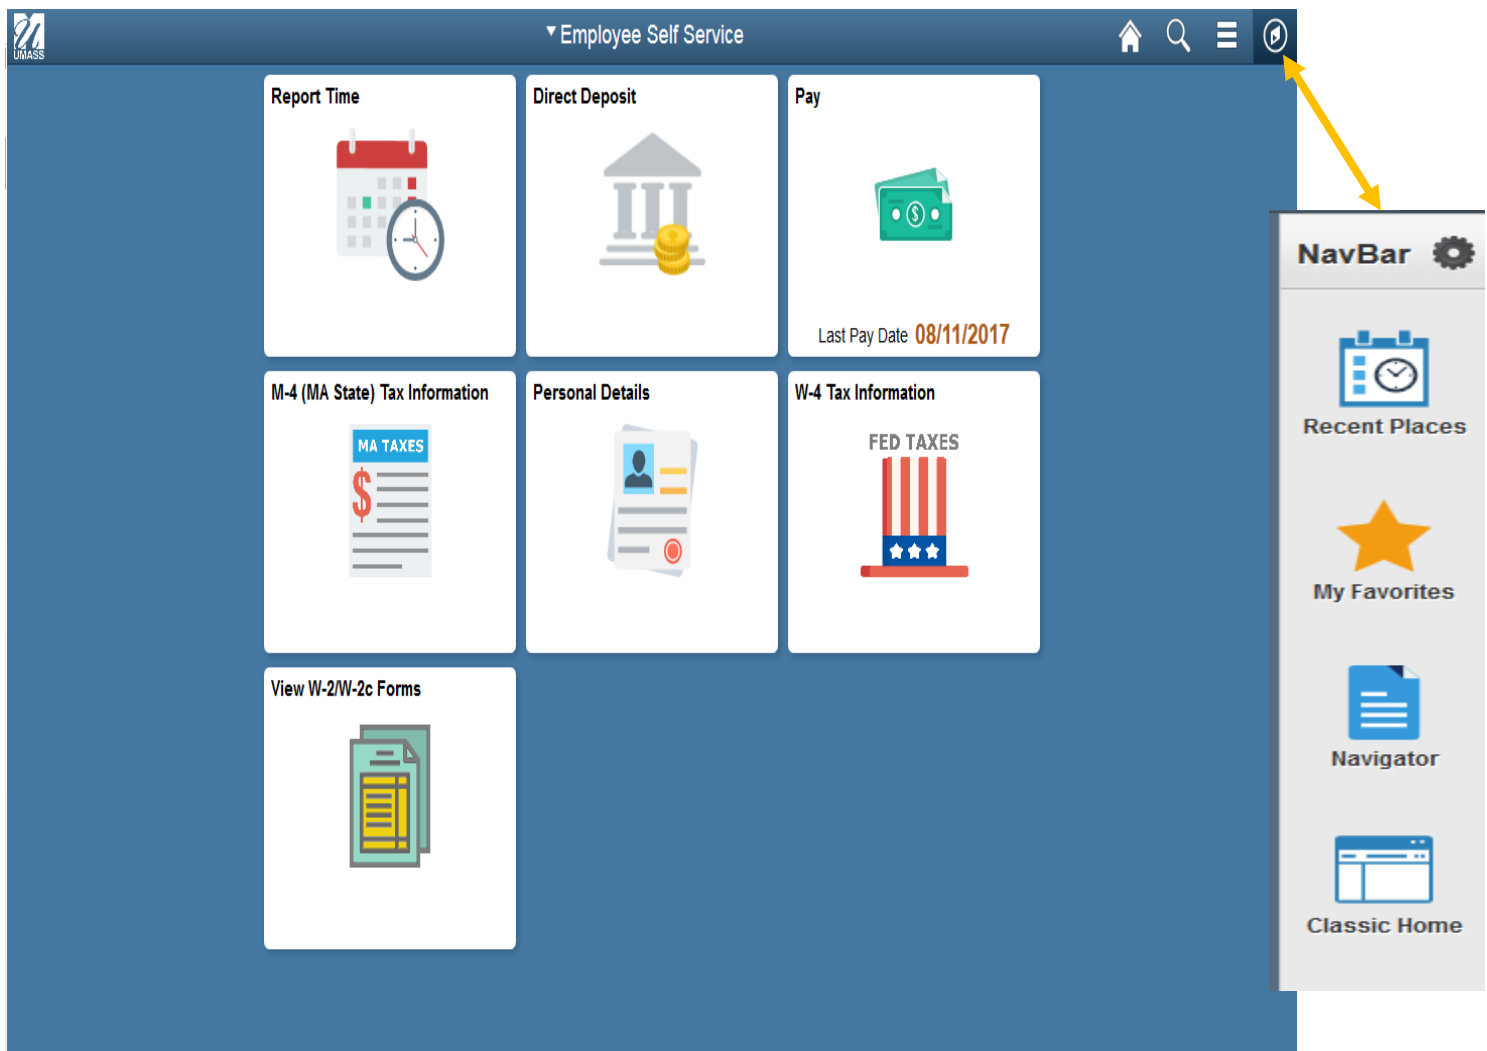 UMASS
Employee Self Service
Report Time
Direct Deposit
Pay
Last Pay Date 08/11/2017
M-4 (MA State) Tax Information
MA TAXES
$
Personal Details
W-4 Tax Information
FED TAXES
View W-2/W-2c Forms
NavBar
Recent Places
My Favorites
Navigator
Classic Home